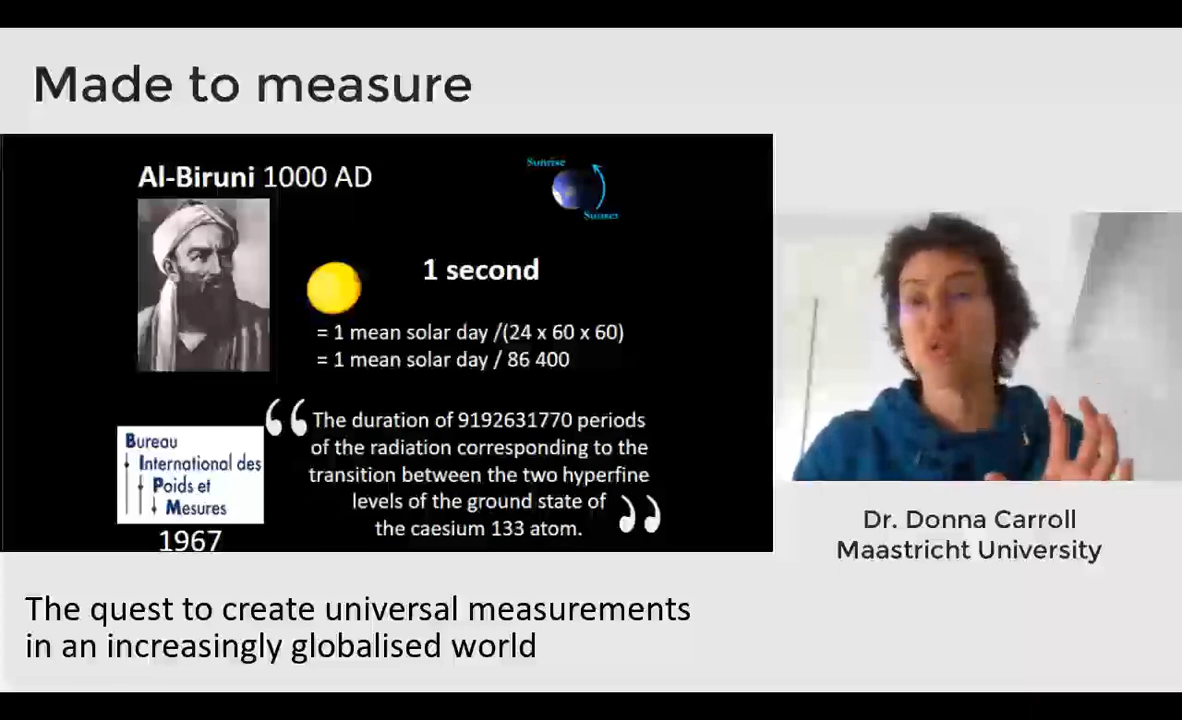 Made to measure
Al-Biruni 1000 AD
Sunrise
Sunset
1 second
= 1 mean solar day /(24 x 60 x 60)
= 1 mean solar day / 86 400
“ The duration of 9192631770 periods
of the radiation corresponding to the
transition between the two hyperfine
levels of the ground state of
the caesium 133 atom. ”
Bureau
International des
Poids et
Mesures
1967
Dr. Donna Carroll
Maastricht University
The quest to create universal measurements
in an increasingly globalised world